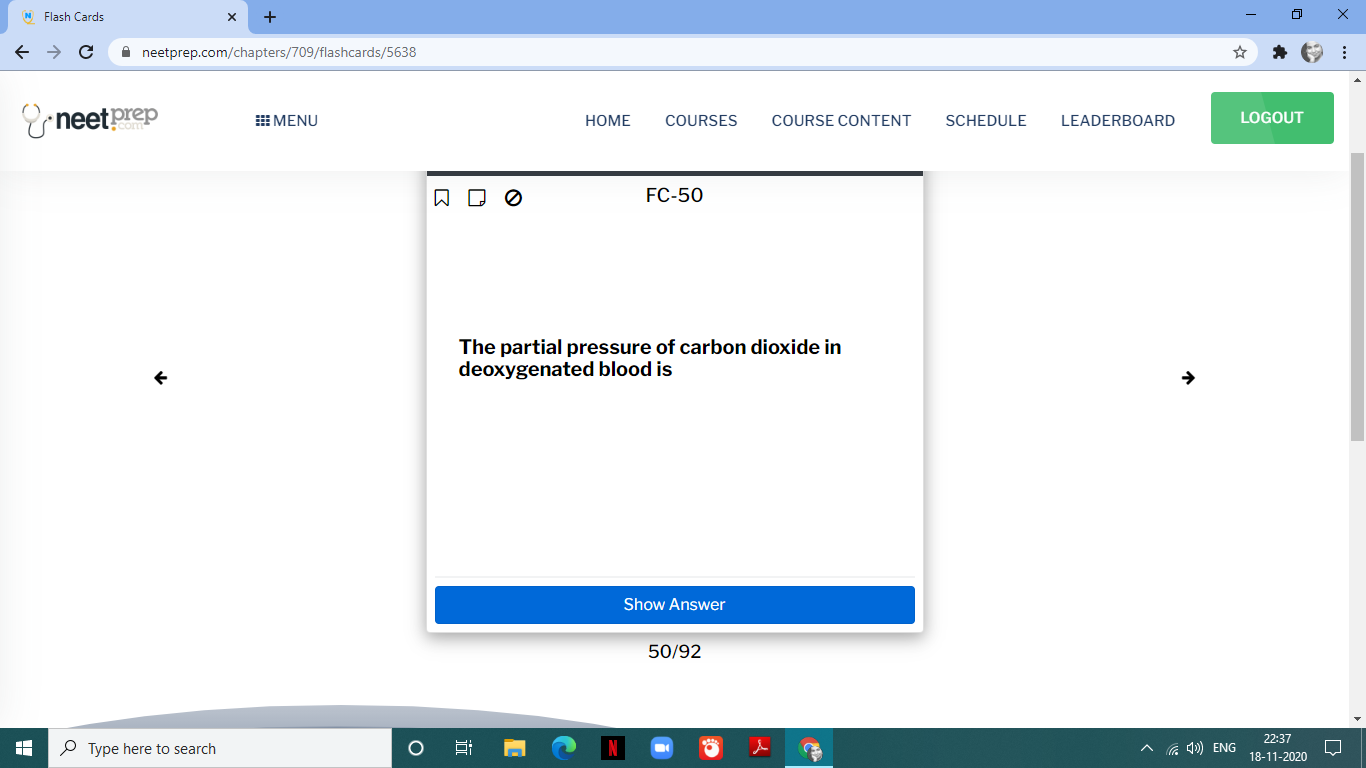 Flash Cards
neetprep.com/chapters/709/flashcards/5638
neetprep
.com
MENU
HOME
COURSES
COURSE CONTENT
SCHEDULE
LEADERBOARD
LOGOUT
FC-50
The partial pressure of carbon dioxide in
deoxygenated blood is
Show Answer
50/92
Type here to search
ENG
22:37
18-11-2020